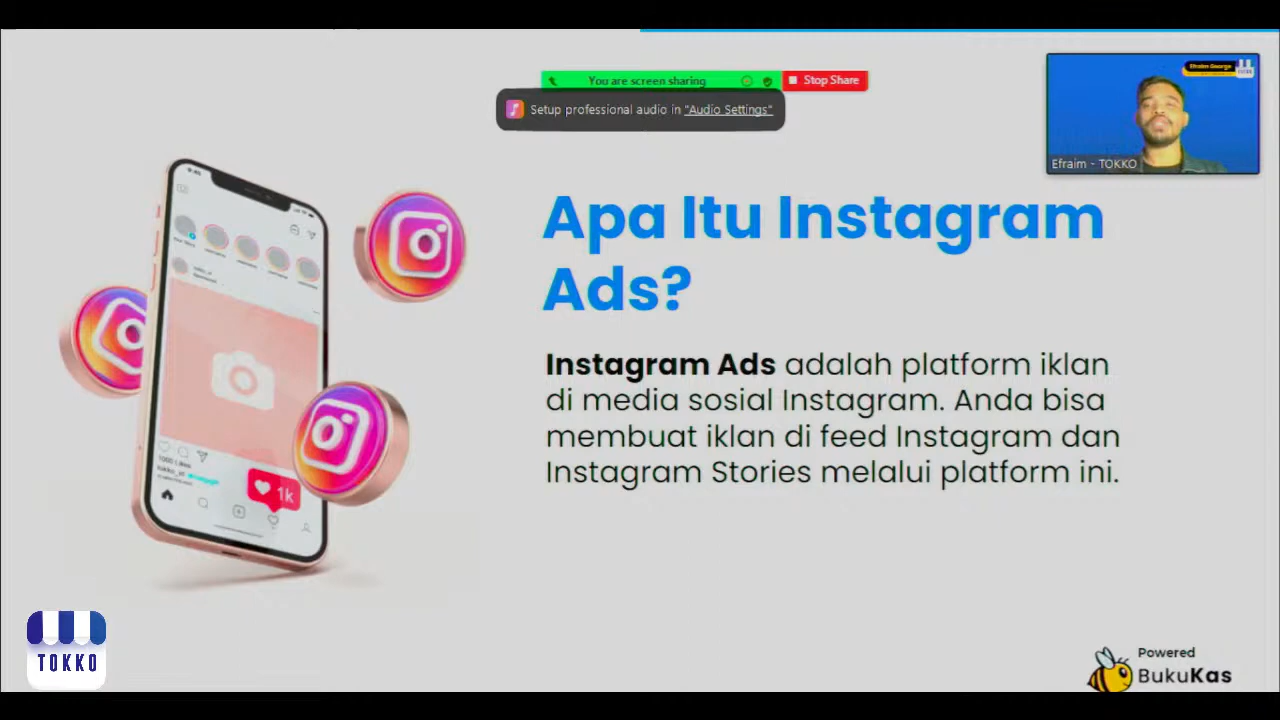 You are screen sharing
Stop Share
Setup professional audio in "Audio Settings"
Efraim George
Efraim - TOKKO
Apa Itu Instagram
Ads?
Instagram Ads adalah platform iklan
di media sosial Instagram. Anda bisa
membuat iklan di feed Instagram dan
Instagram Stories melalui platform ini.
1k
TOKKO
Powered
BukuKas